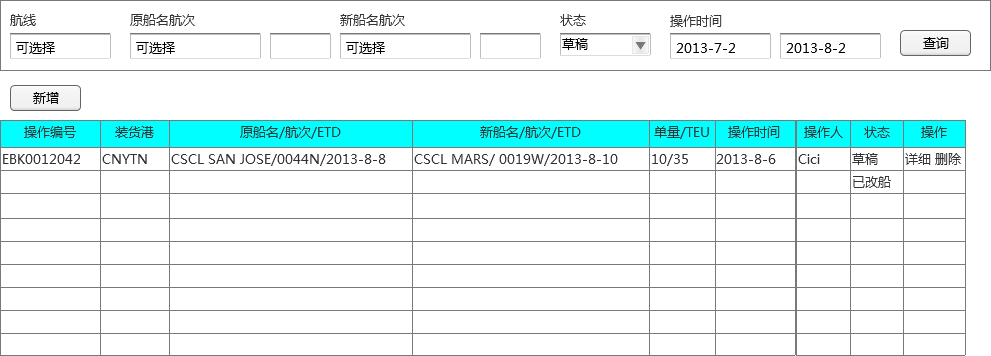 航线 原船名航次 新船名航次 状态 操作时间
可选择 可选择 可选择 草稿 2013-7-2 2013-8-2 查询
新增
操作编号 装货港 原船名/航次/ETD 新船名/航次/ETD 单量/TEU 操作时间 操作人 状态 操作
EBK0012042 CNYTN CSCL SAN JOSE/0044N/2013-8-8 CSCL MARS/ 0019W/2013-8-10 10/35 2013-8-6 Cici 草稿 详细 删除
已改船